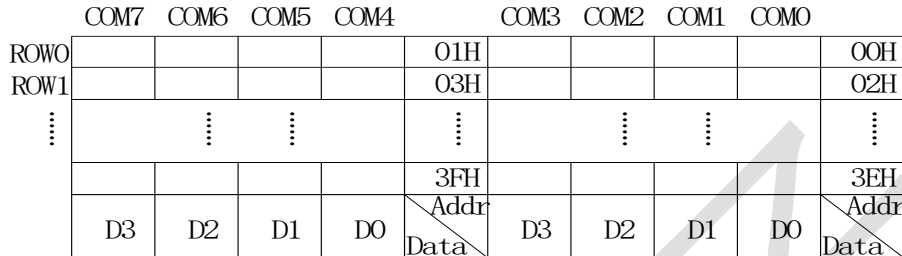 COM7 COM6 COM5 COM4 COM3 COM2 COM1 COM0
ROW0 01H 00H
ROW1 03H 02H
3FH 3EH
D3 D2 D1 D0 Addr Data D3 D2 D1 D0 Addr Data